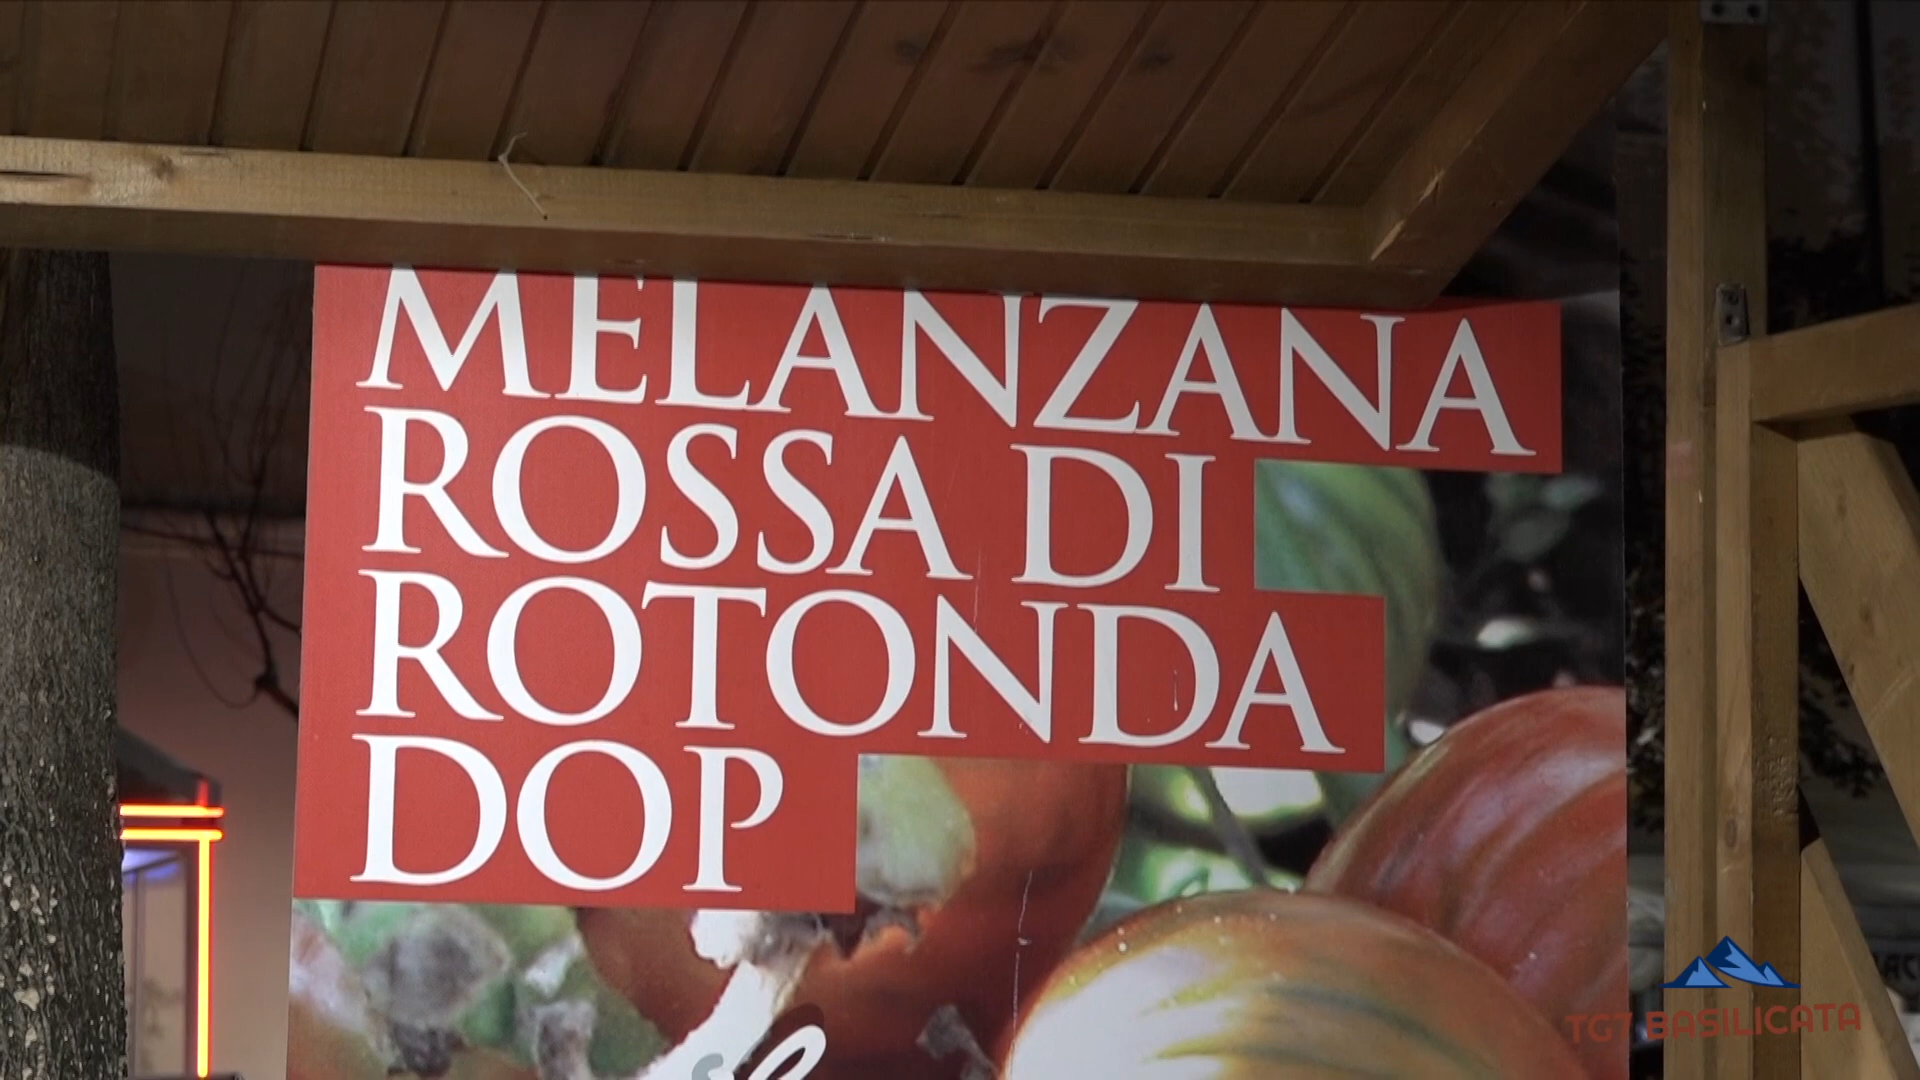 MELANZANA
ROSSA DI
ROTONDA
DOP
TG7 BASILICATA